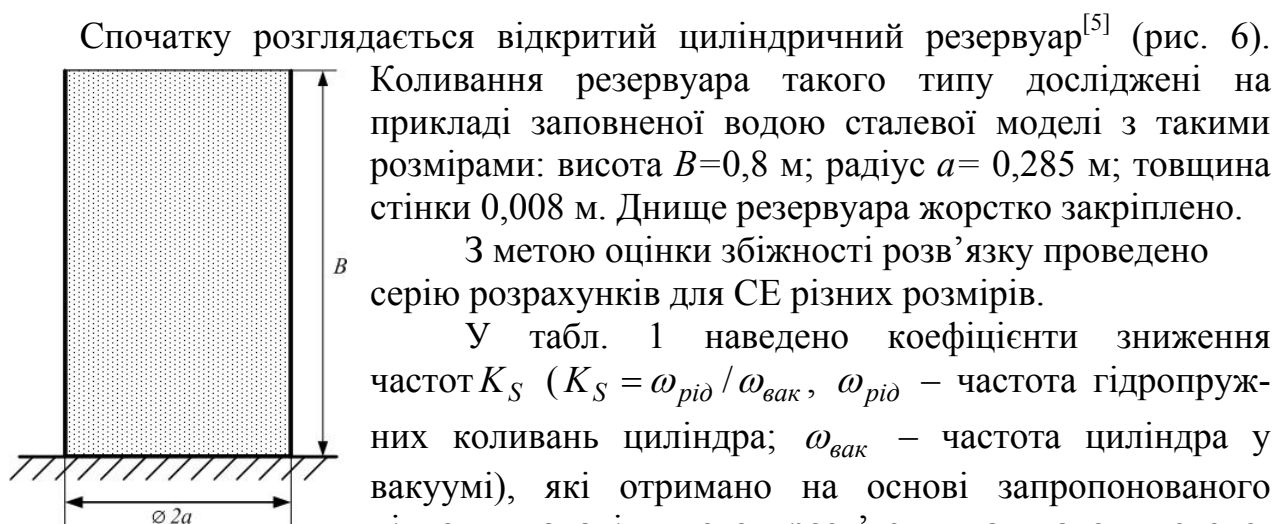 Спочатку розглядається відкритий циліндричний резервуар[5] (рис. 6).
Коливання резервуара такого типу досліджені на
прикладі заповненої водою сталевої моделі з такими
розмірами: висота B=0,8 м; радіус a= 0,285 м; товщина
стінки 0,008 м. Днище резервуара жорстко закріплено.
B
З метою оцінки збіжності розв’язку проведено
серію розрахунків для СЕ різних розмірів.
У табл. 1 наведено коефіцієнти зниження
частот K_S (K_S = ω_рід / ω_вак, ω_рід – частота гідропруж-
них коливань циліндра; ω_вак – частота циліндра у
вакуумі), які отримано на основі запропонованого
⌀ 2a